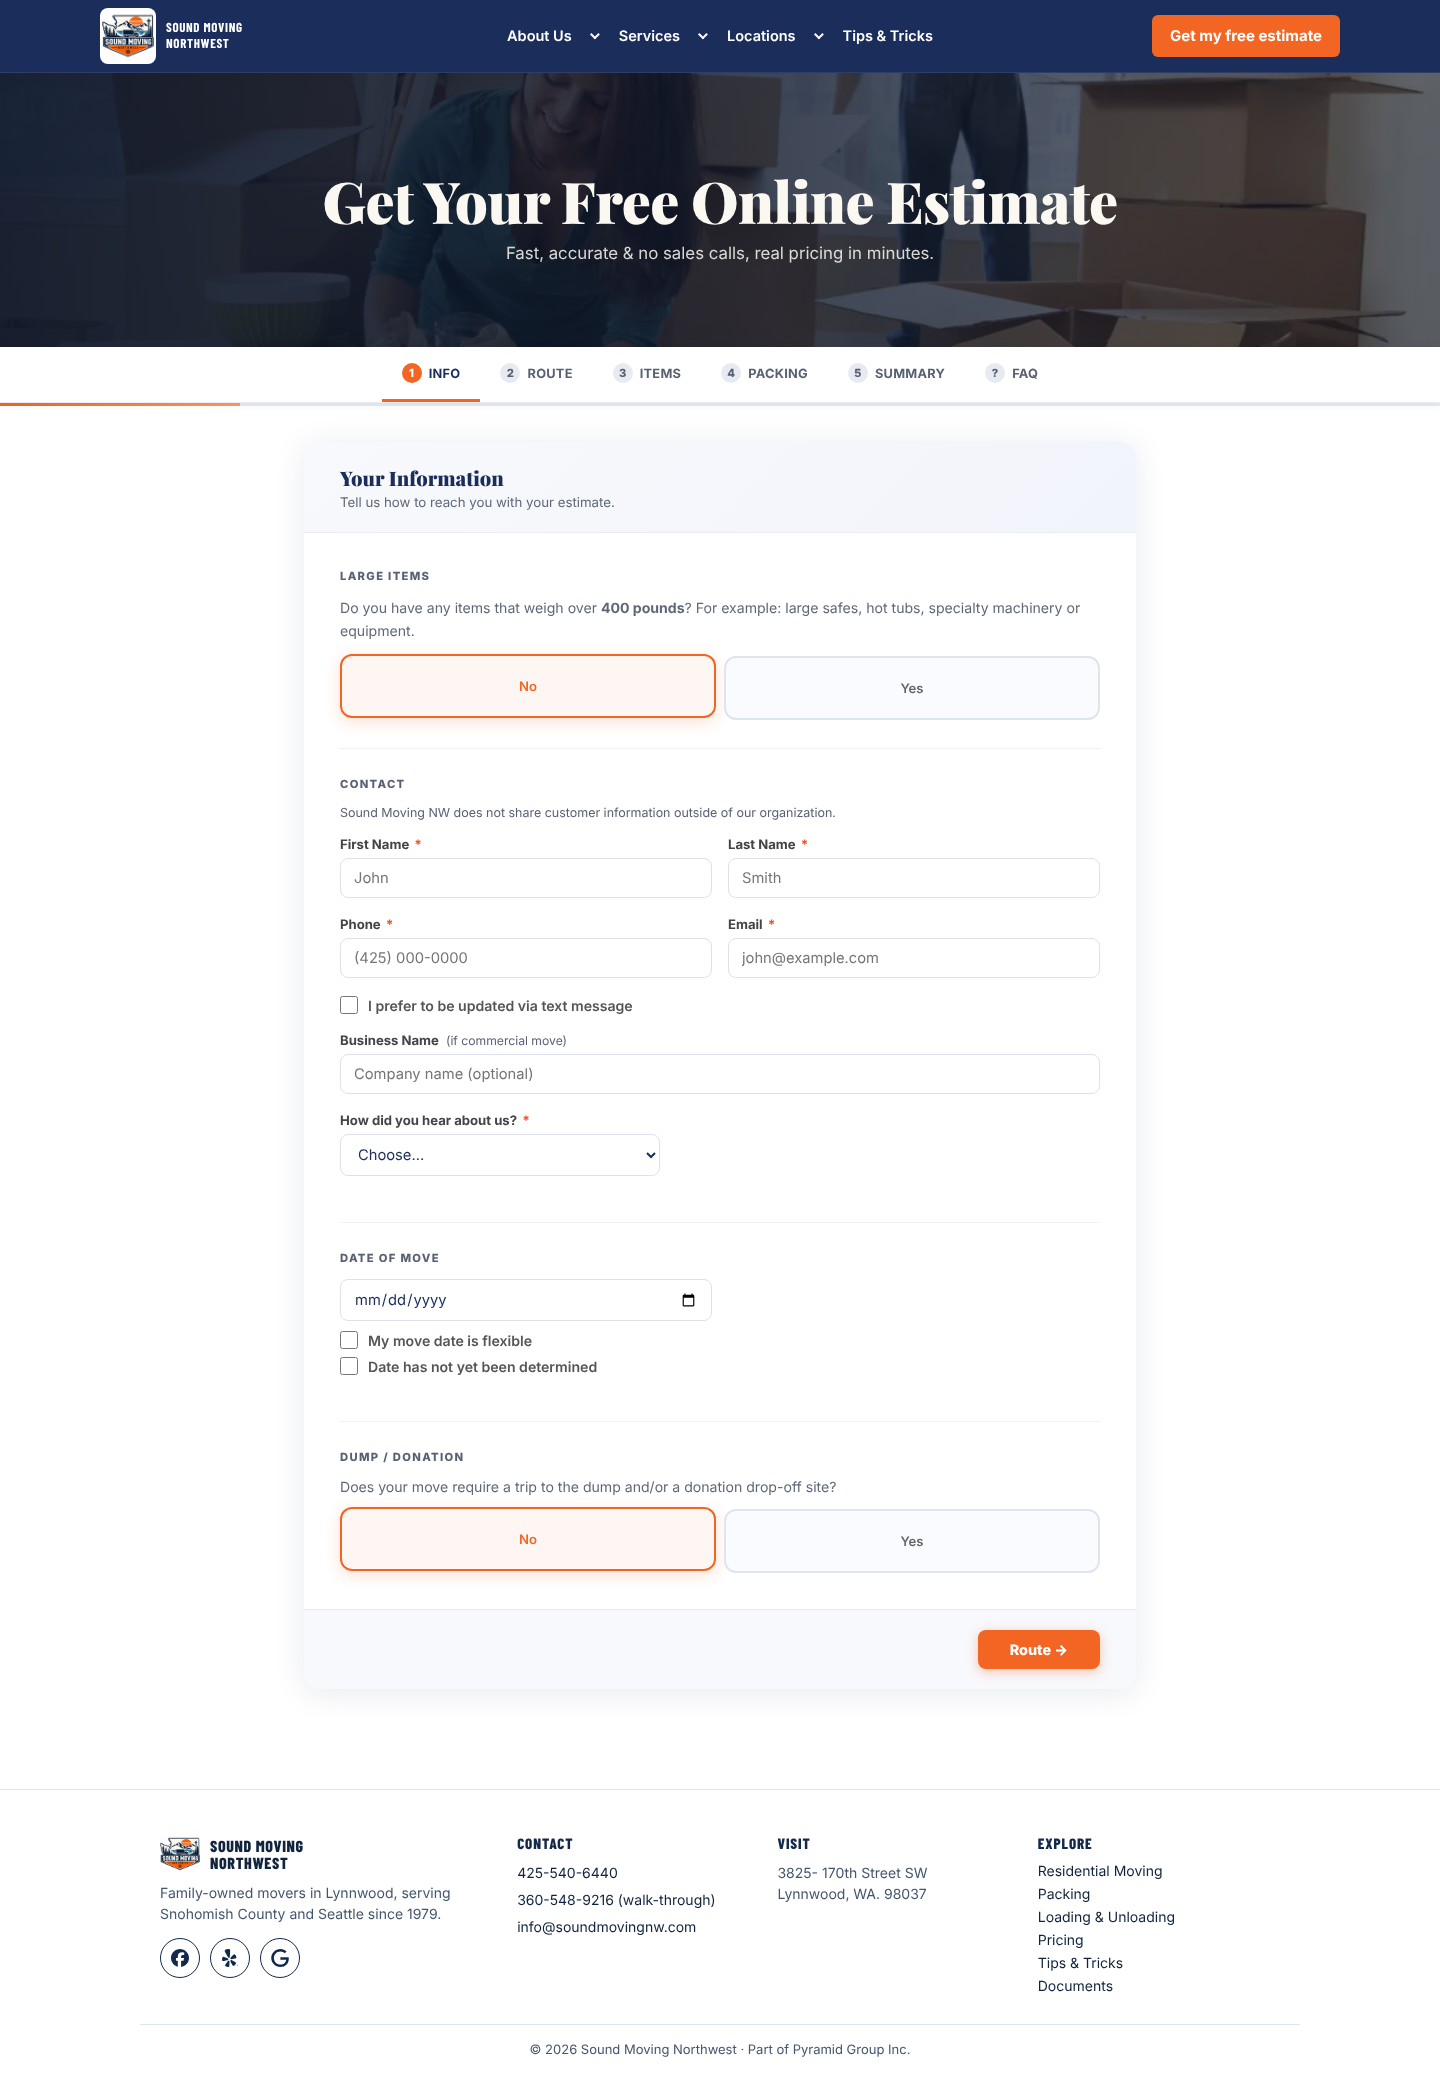 SOUND MOVING
SOUND MOVING
NORTHWEST
About Us
Services
Locations
Tips & Tricks
Get my free estimate
Get Your Free Online Estimate
Fast, accurate & no sales calls, real pricing in minutes.
1 INFO
2 ROUTE
3 ITEMS
4 PACKING
5 SUMMARY
? FAQ
Your Information
Tell us how to reach you with your estimate.
LARGE ITEMS
Do you have any items that weigh over 400 pounds? For example: large safes, hot tubs, specialty machinery or
equipment.
No
Yes
CONTACT
Sound Moving NW does not share customer information outside of our organization.
First Name *
Last Name *
John
Smith
Phone *
Email *
(425) 000-0000
john@example.com
I prefer to be updated via text message
Business Name (if commercial move)
Company name (optional)
How did you hear about us? *
Choose...
DATE OF MOVE
mm/dd/yyyy
My move date is flexible
Date has not yet been determined
DUMP / DONATION
Does your move require a trip to the dump and/or a donation drop-off site?
No
Yes
Route →
SOUND MOVING
SOUND MOVING
NORTHWEST
Family-owned movers in Lynnwood, serving
Snohomish County and Seattle since 1979.
CONTACT
425-540-6440
360-548-9216 (walk-through)
info@soundmovingnw.com
VISIT
3825- 170th Street SW
Lynnwood, WA. 98037
EXPLORE
Residential Moving
Packing
Loading & Unloading
Pricing
Tips & Tricks
Documents
© 2026 Sound Moving Northwest · Part of Pyramid Group Inc.